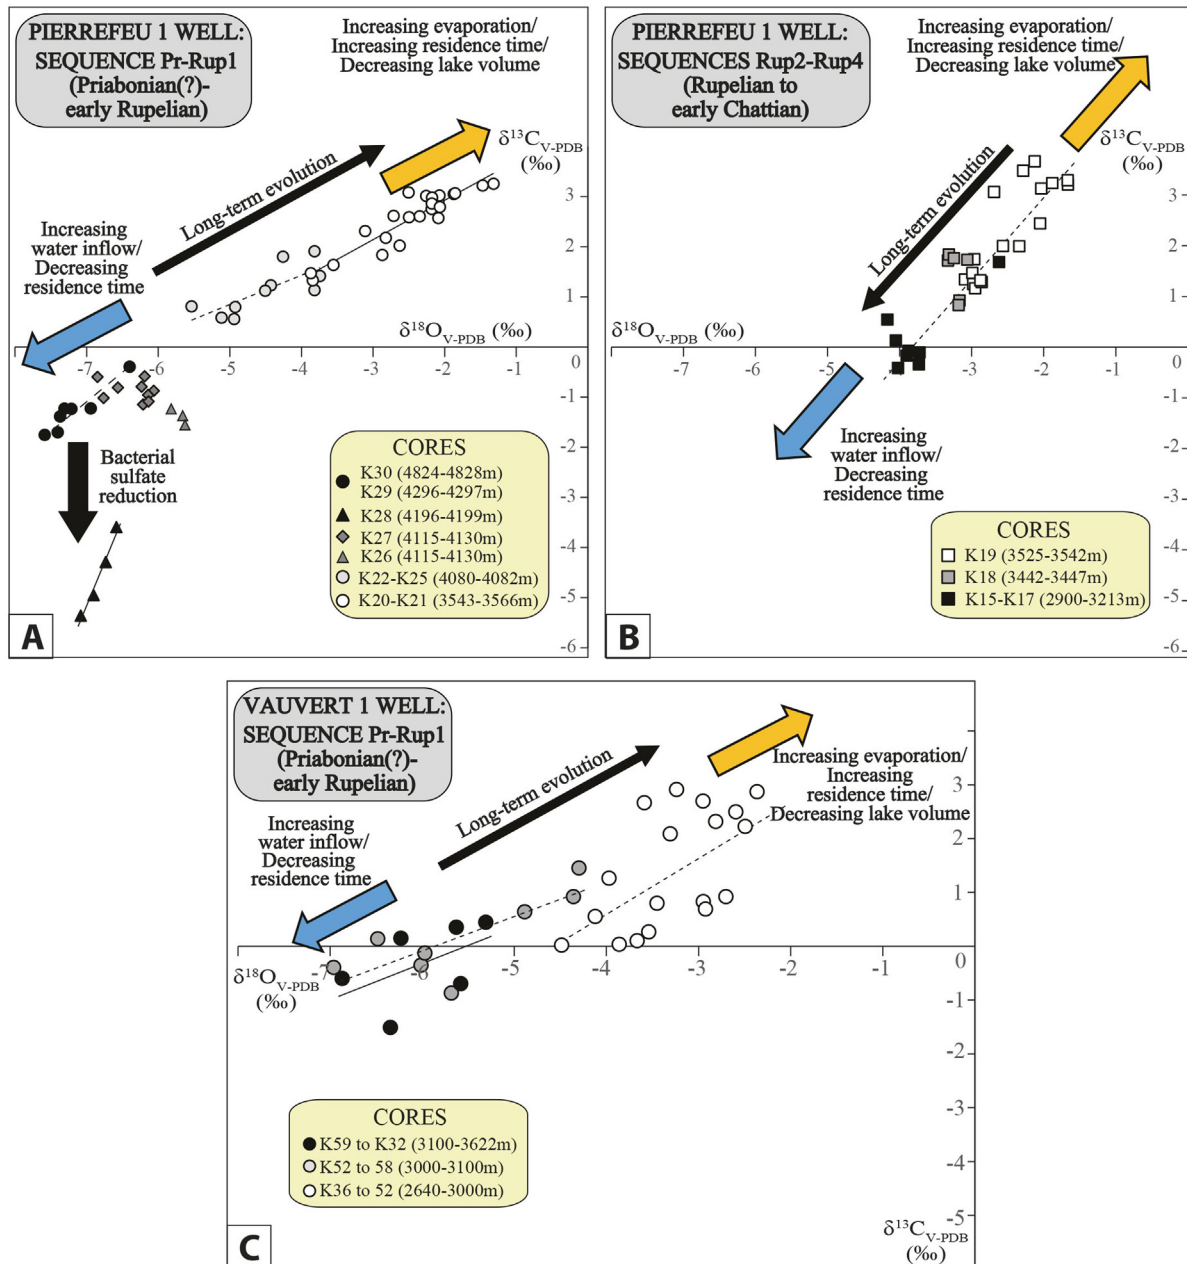 PIERREFEU 1 WELL:
SEQUENCE Pr-Rup1
(Priabonian(?)-
early Rupelian)
Increasing evaporation/
Increasing residence time/
Decreasing lake volume
δ13CV-PDB
(‰)
Long-term evolution
Increasing
water inflow/
Decreasing
residence time
3
2
1
δ18OV-PDB (‰)
-7
-6
-5
-4
-3
-2
-1
0
-1
-2
-3
-4
-5
-6
Bacterial
sulfate
reduction
CORES
K30 (4824-4828m)
K29 (4296-4297m)
K28 (4196-4199m)
K27 (4115-4130m)
K26 (4115-4130m)
K22-K25 (4080-4082m)
K20-K21 (3543-3566m)
A
PIERREFEU 1 WELL:
SEQUENCES Rup2-Rup4
(Rupelian to
early Chattian)
Increasing evaporation/
Increasing residence time/
Decreasing lake volume
δ13CV-PDB
(‰)
Long-term evolution
3
2
1
δ18OV-PDB (‰)
-7
-6
-5
-4
-3
-2
-1
0
-1
-2
-3
-4
-5
-6
Increasing
water inflow/
Decreasing
residence time
CORES
K19 (3525-3542m)
K18 (3442-3447m)
K15-K17 (2900-3213m)
B
VAUVERT 1 WELL:
SEQUENCE Pr-Rup1
(Priabonian(?)-
early Rupelian)
Long-term evolution
Increasing evaporation/
Increasing
residence time/
Decreasing lake volume
Increasing
water inflow/
Decreasing
residence time
3
2
1
δ18OV-PDB
(‰)
-7
-6
-5
-4
-3
-2
-1
0
-1
-2
-3
-4
-5
CORES
K59 to K32 (3100-3622m)
K52 to 58 (3000-3100m)
K36 to 52 (2640-3000m)
δ13CV-PDB
(‰)
C